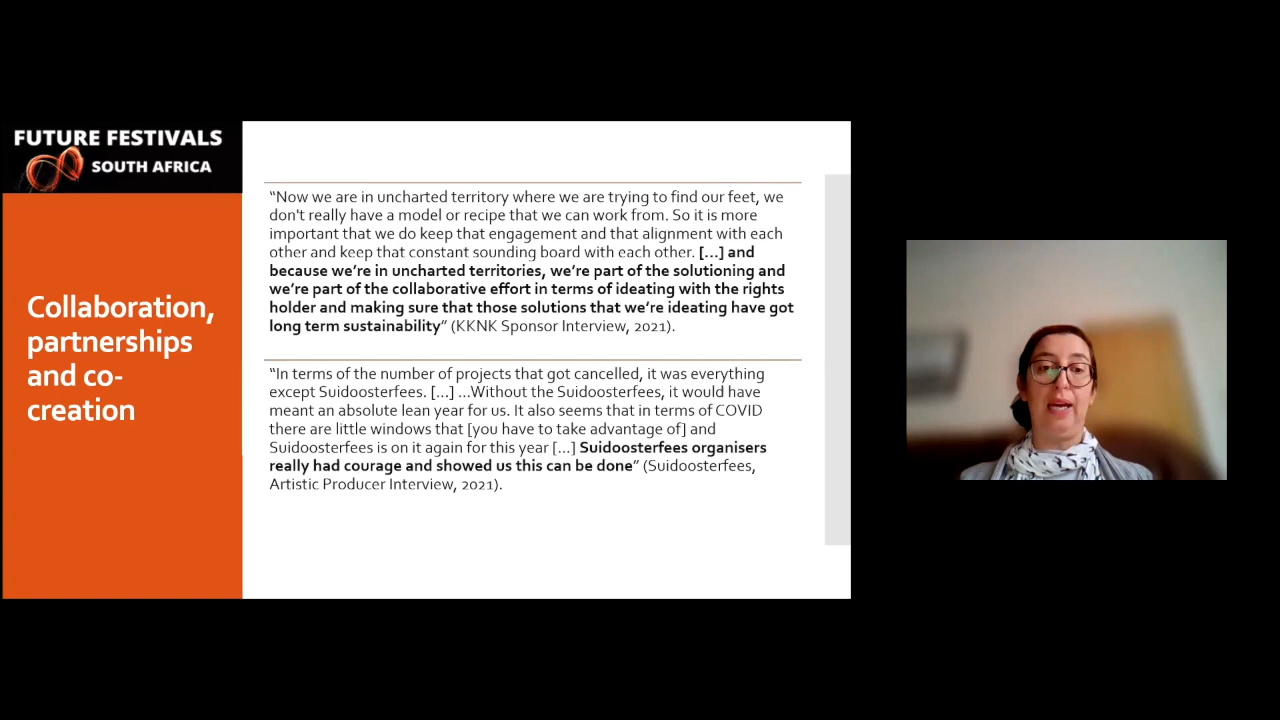 FUTURE FESTIVALS
SOUTH AFRICA
Collaboration,
partnerships
and co-
creation
“Now we are in uncharted territory where we are trying to find our feet, we
don't really have a model or recipe that we can work from. So it is more
important that we do keep that engagement and that alignment with each
other and keep that constant sounding board with each other. [...] and
because we’re in uncharted territories, we’re part of the solutioning and
we’re part of the collaborative effort in terms of ideating with the rights
holder and making sure that those solutions that we’re ideating have got
long term sustainability” (KKNK Sponsor Interview, 2021).
“In terms of the number of projects that got cancelled, it was everything
except Suidoosterfees. [...] ...Without the Suidoosterfees, it would have
meant an absolute lean year for us. It also seems that in terms of COVID
there are little windows that [you have to take advantage of] and
Suidoosterfees is on it again for this year [...] Suidoosterfees organisers
really had courage and showed us this can be done” (Suidoosterfees,
Artistic Producer Interview, 2021).